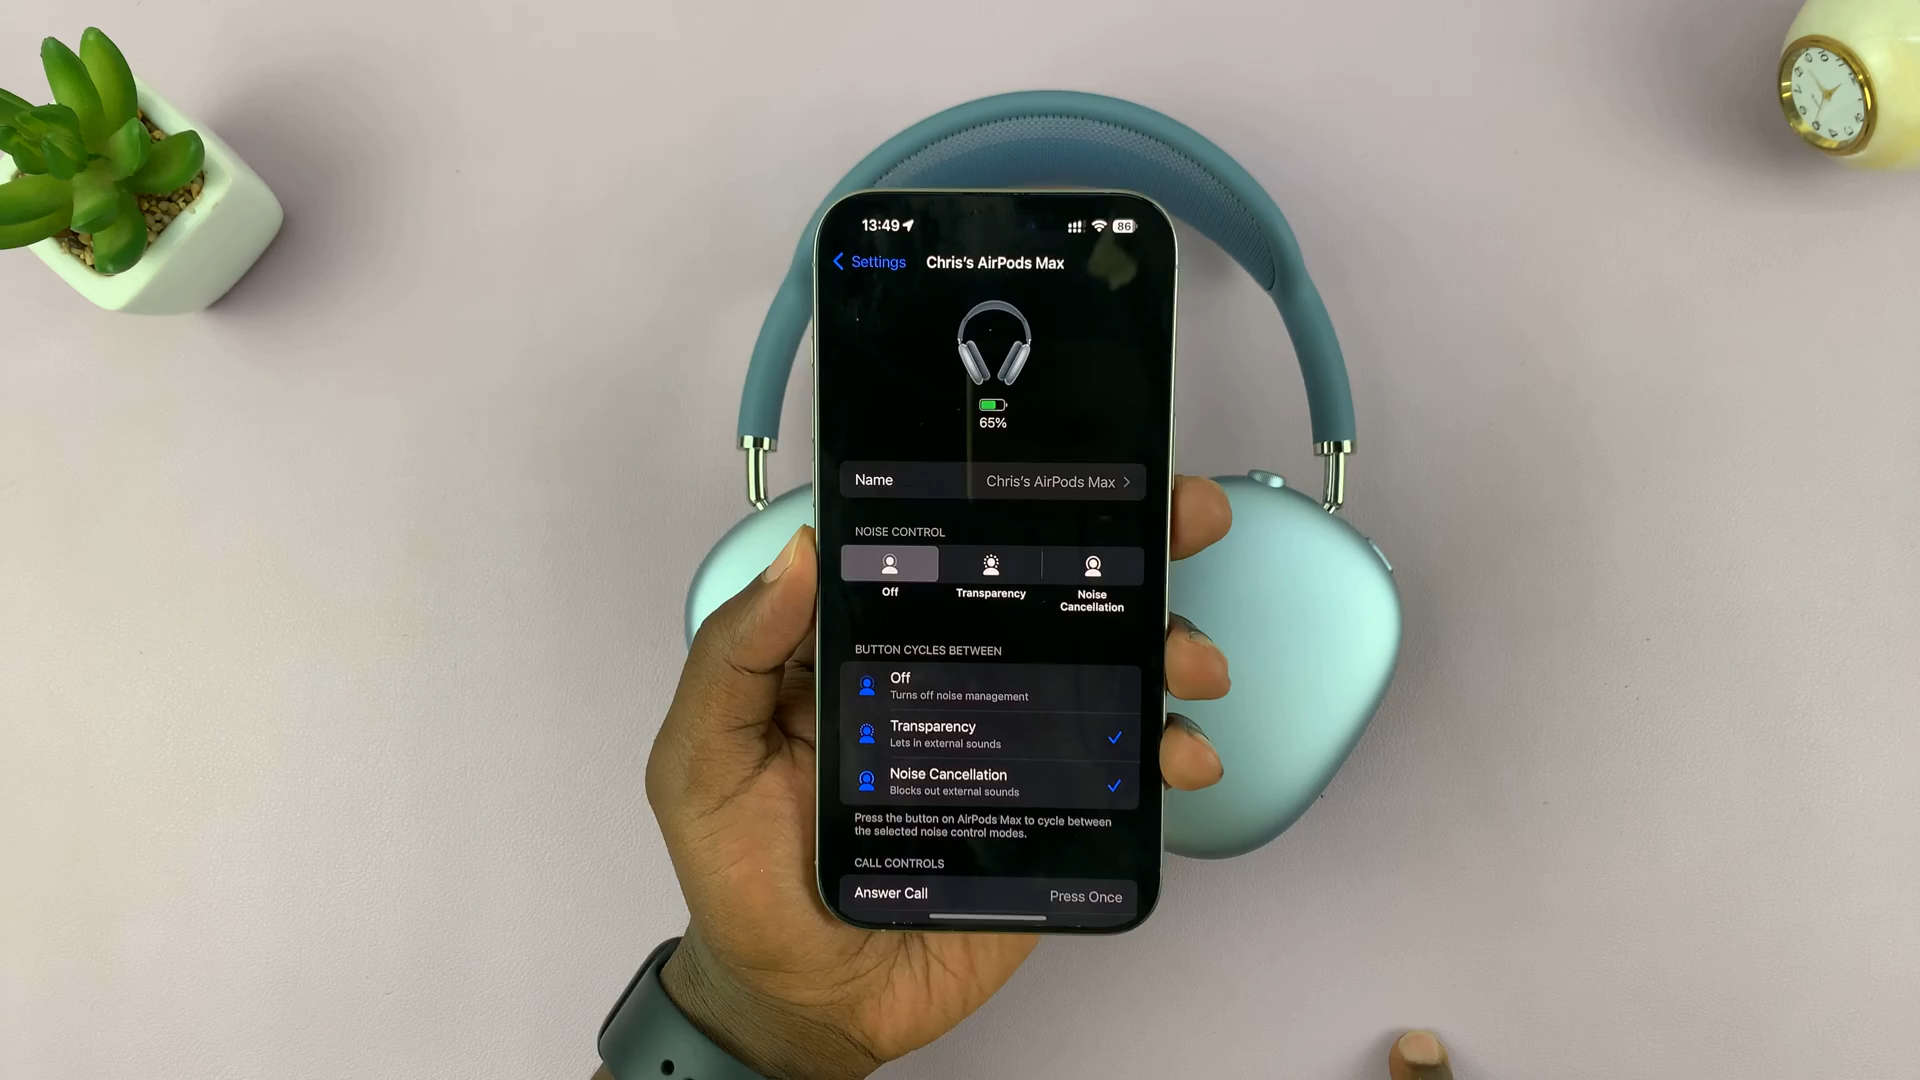 13:49
86
Settings
Chris's AirPods Max
65%
Name
Chris's AirPods Max
NOISE CONTROL
Off
Transparency
Noise
Cancellation
BUTTON CYCLES BETWEEN
Off
Turns off noise management
Transparency
Lets in external sounds
Noise Cancellation
Blocks out external sounds
Press the button on AirPods Max to cycle between
the selected noise control modes.
CALL CONTROLS
Answer Call
Press Once